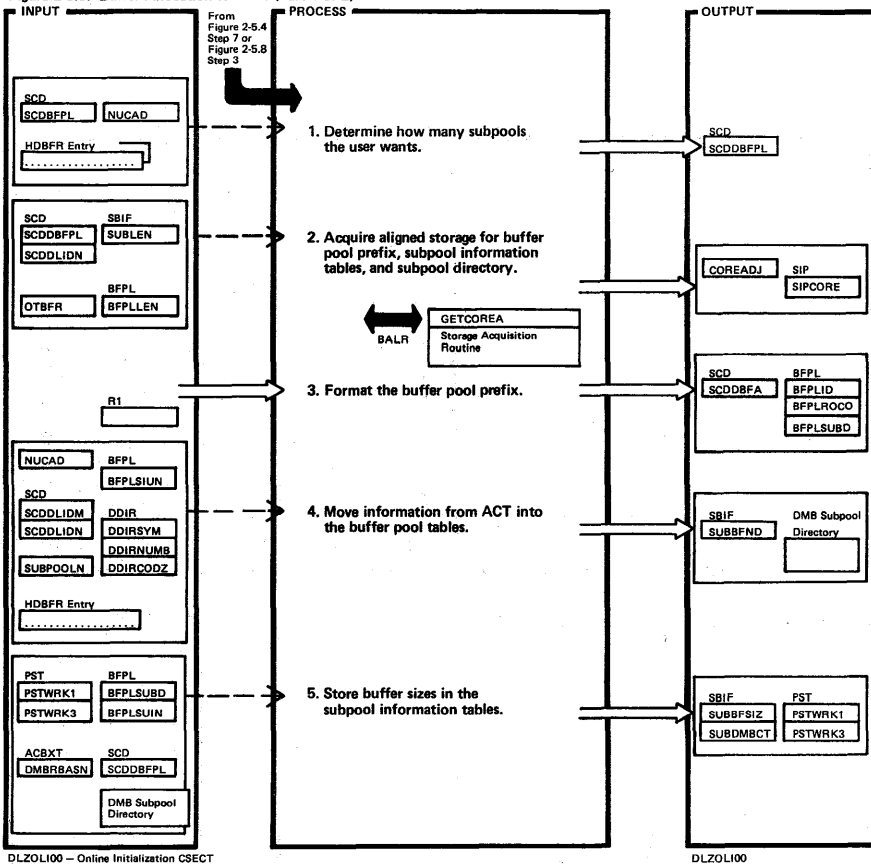 INPUT
From
Figure 2-5.4
Step 7 or
Figure 2-5.8
Step 3
PROCESS
OUTPUT
SCD
SCDBFPL
NUCAD
HDBFR Entry
1. Determine how many subpools
the user wants.
SCD
SCDDBFPL
SCD
SBIF
SCDDBFPL
SUBLEN
SCDDLIDN
BFPL
OTBFR
BFPLLEN
2. Acquire aligned storage for buffer
pool prefix, subpool information
tables, and subpool directory.
BALR
GETCOREA
Storage Acquisition
Routine
COREADJ
SIP
SIPCORE
R1
3. Format the buffer pool prefix.
SCD
BFPL
SCDDBFA
BFPLID
BFPLROCO
BFPLSUBD
NUCAD
BFPL
BFPLSIUN
SCD
SCDDLIDM
DDIR
SCDDLIDN
DDIRSYM
DDIRNUMB
SUBPOOLN
DDIRCODZ
HDBFR Entry
4. Move information from ACT into
the buffer pool tables.
SBIF
DMB Subpool
SUBBFND
Directory
PST
BFPL
PSTWRK1
BFPLSUBD
PSTWRK3
BFPLSUIN
ACBXT
SCD
DMBRBASN
SCDDBFPL
DMB Subpool
Directory
5. Store buffer sizes in the
subpool information tables.
SBIF
PST
SUBBFSIZ
PSTWRK1
SUBDMBCT
PSTWRK3
DLZOLI00 — Online Initialization CSECT
DLZOLI00